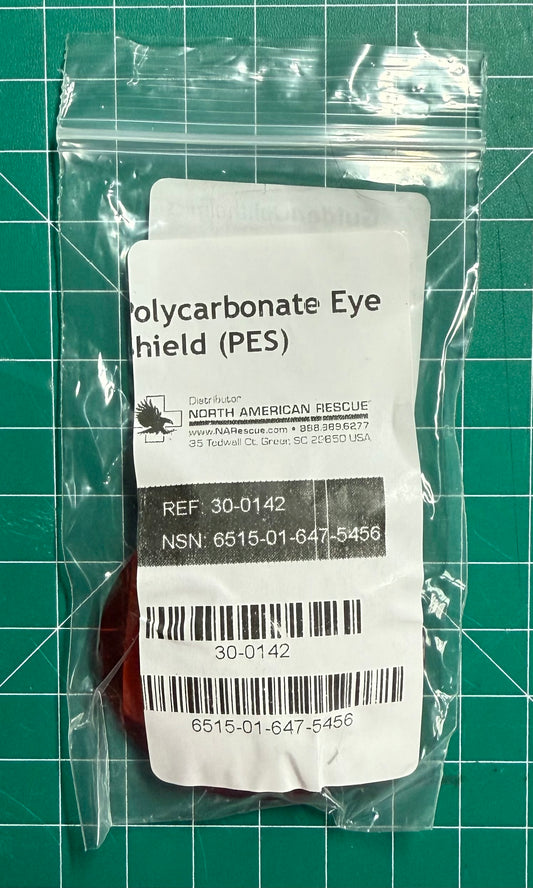 Polycarbonate Eye
Shield (PES)
Distributor
NORTH AMERICAN RESCUE
www.NARescue.com • 888.689.6277
35 Tedwall Ct. Greer, SC 29650 USA
REF: 30-0142
NSN: 6515-01-647-5456
30-0142
6515-01-647-5456